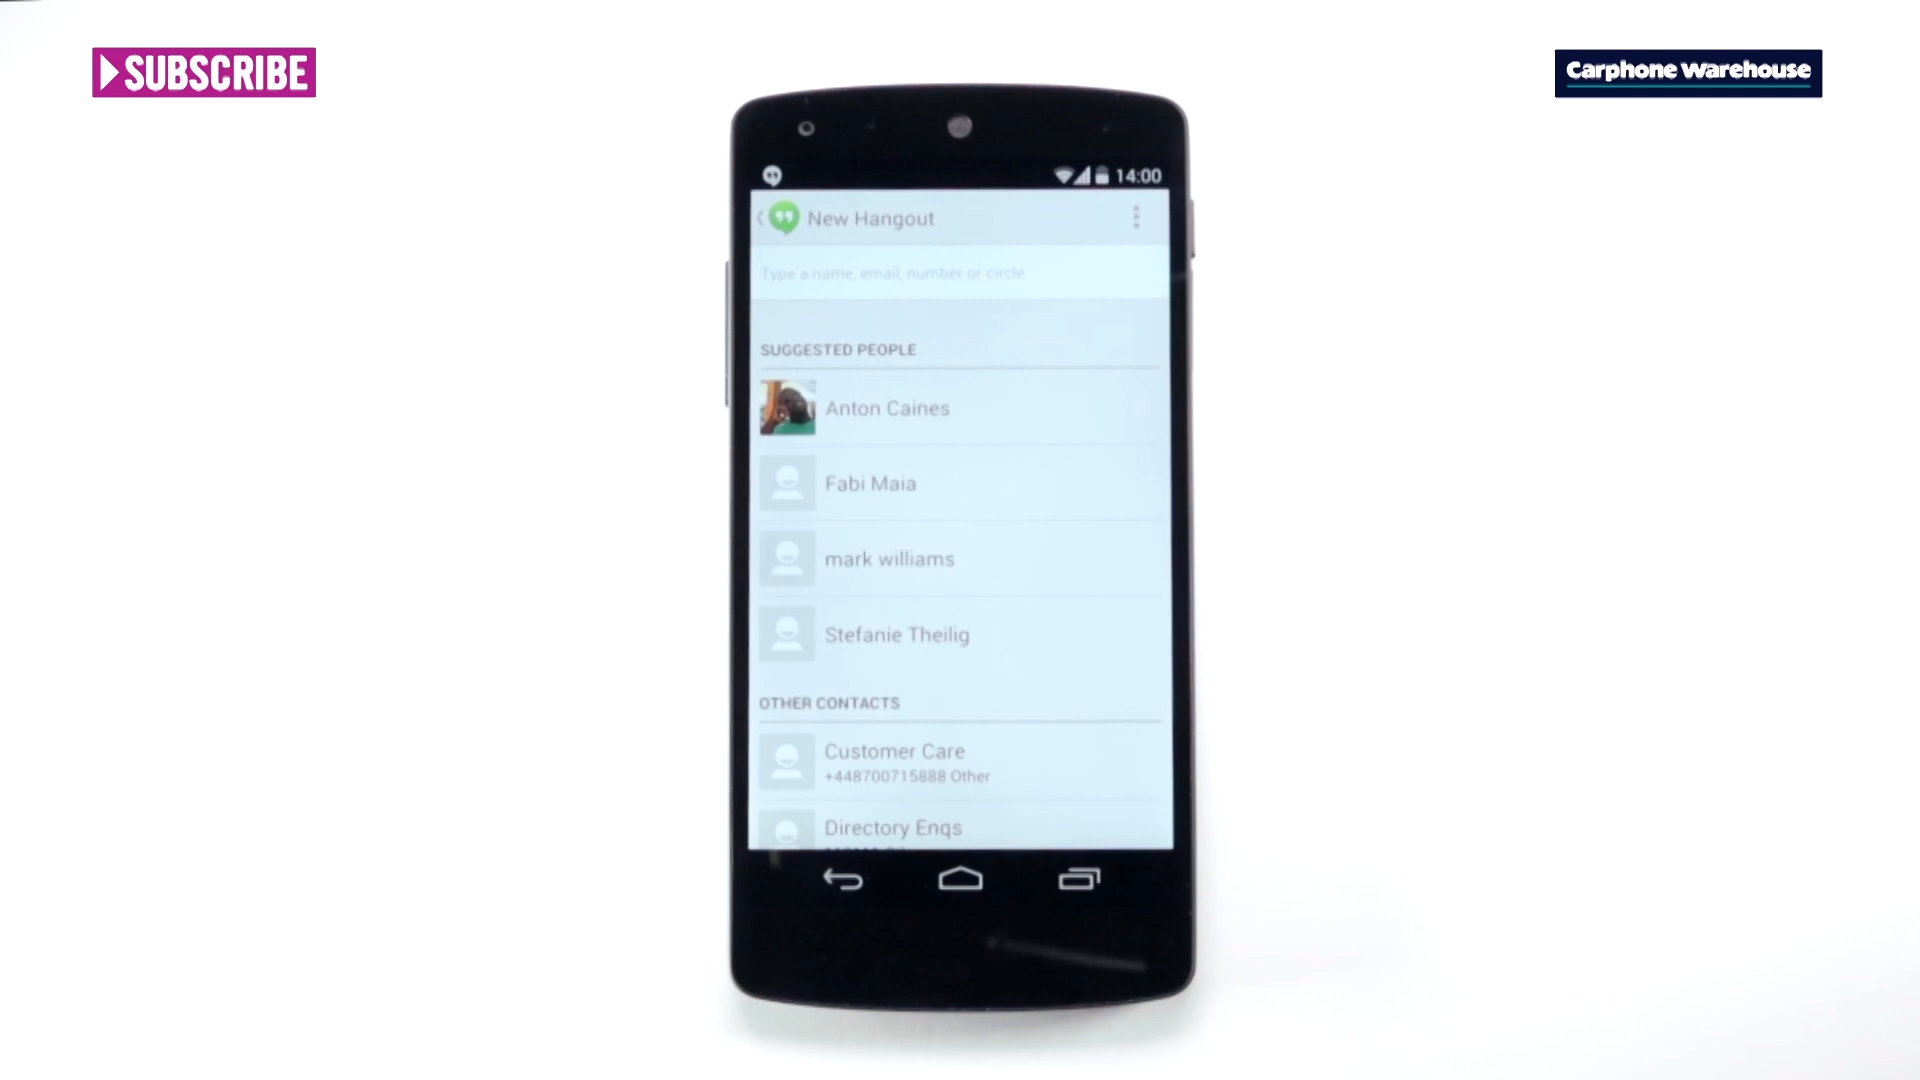 SUBSCRIBE
Carphone Warehouse
14:00
New Hangout
Type a name, email, number or circle
SUGGESTED PEOPLE
Anton Caines
Fabi Maia
mark williams
Stefanie Theilig
OTHER CONTACTS
Customer Care
+448700715888 Other
Directory Enqs